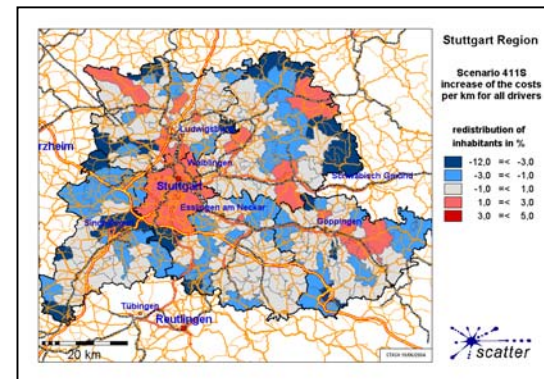 Stuttgart Region
Scenario 411S
increase of the costs
per km for all drivers
redistribution of
inhabitants in %
-12,0 =< -3,0
-3,0 =< -1,0
-1,0 =< 1,0
1,0 =< 3,0
3,0 =< 5,0
Ludwigsburg
rzheim
Waiblingen
Stuttgart
Schwäbisch Gmünd
Esslingen am Neckar
Göppingen
Tübingen
Reutlingen
20 km
scatter